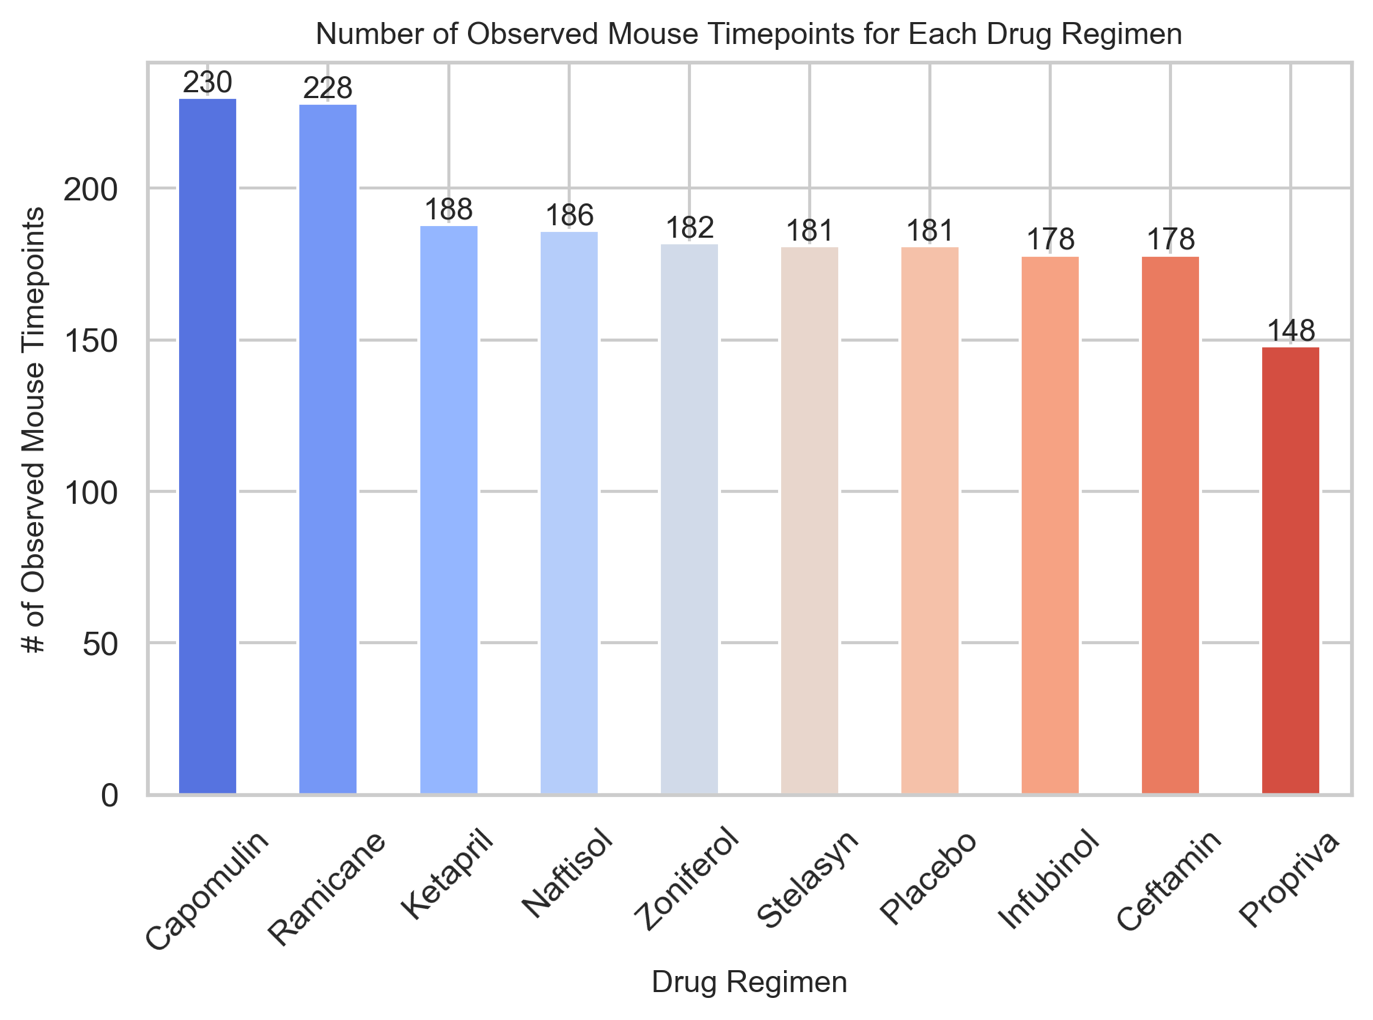 Number of Observed Mouse Timepoints for Each Drug Regimen
# of Observed Mouse Timepoints
200
150
100
50
0
230
228
188
186
182
181
181
178
178
148
Capomulin
Ramicane
Ketapril
Naftisol
Zoniferol
Stelasyn
Placebo
Infubinol
Ceftamin
Propriva
Drug Regimen